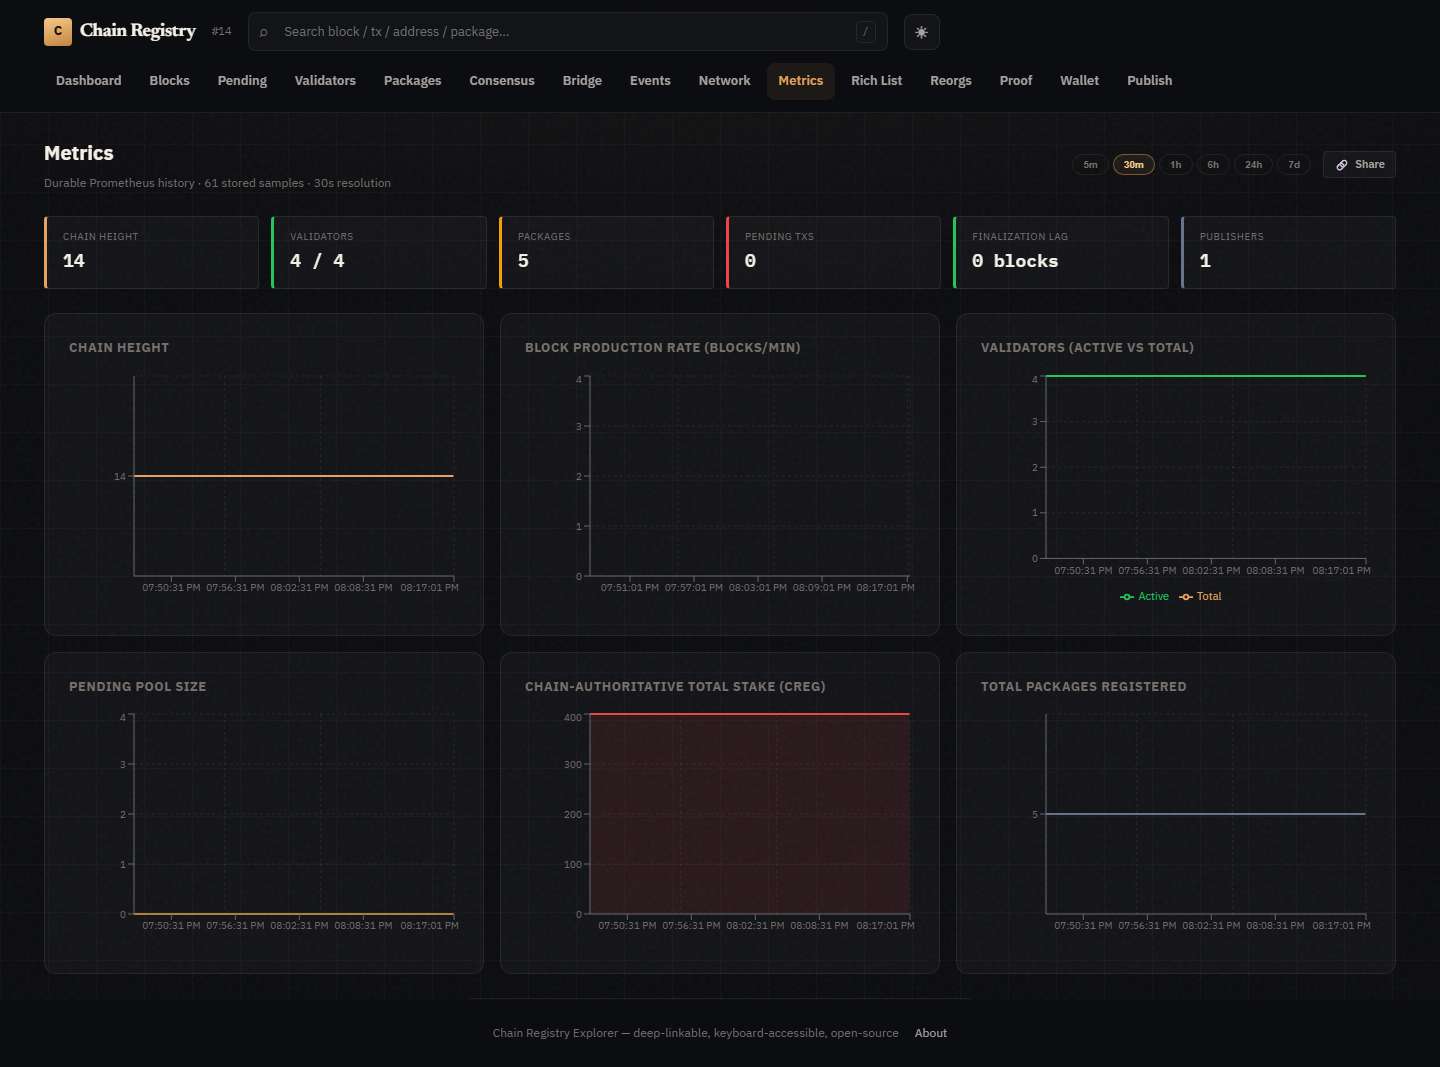 C Chain Registry #14 Search block / tx / address / package... /
Dashboard Blocks Pending Validators Packages Consensus Bridge Events Network Metrics Rich List Reorgs Proof Wallet Publish
Metrics
Durable Prometheus history · 61 stored samples · 30s resolution
5m 30m 1h 6h 24h 7d Share
CHAIN HEIGHT
14
VALIDATORS
4 / 4
PACKAGES
5
PENDING TXS
0
FINALIZATION LAG
0 blocks
PUBLISHERS
1
CHAIN HEIGHT
14
07:50:31 PM 07:56:31 PM 08:02:31 PM 08:08:31 PM 08:17:01 PM
BLOCK PRODUCTION RATE (BLOCKS/MIN)
4
3
2
1
0
07:51:01 PM 07:57:01 PM 08:03:01 PM 08:09:01 PM 08:17:01 PM
VALIDATORS (ACTIVE VS TOTAL)
4
3
2
1
0
07:50:31 PM 07:56:31 PM 08:02:31 PM 08:08:31 PM 08:17:01 PM
Active Total
PENDING POOL SIZE
4
3
2
1
0
07:50:31 PM 07:56:31 PM 08:02:31 PM 08:08:31 PM 08:17:01 PM
CHAIN-AUTHORITATIVE TOTAL STAKE (CREG)
400
300
200
100
0
07:50:31 PM 07:56:31 PM 08:02:31 PM 08:08:31 PM 08:17:01 PM
TOTAL PACKAGES REGISTERED
5
07:50:31 PM 07:56:31 PM 08:02:31 PM 08:08:31 PM 08:17:01 PM
Chain Registry Explorer — deep-linkable, keyboard-accessible, open-source About